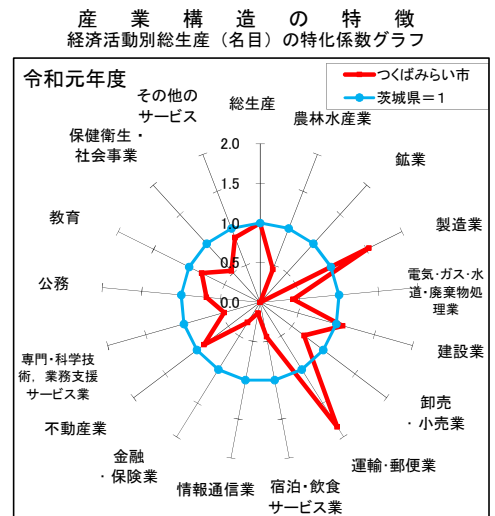 産業構造の特徴
経済活動別総生産（名目）の特化係数グラフ
令和元年度
つくばみらい市
茨城県＝1
総生産
農林水産業
鉱業
製造業
電気・ガス・水
道・廃棄物処
理業
建設業
卸売
・小売業
運輸・郵便業
宿泊・飲食
サービス業
情報通信業
金融
・保険業
不動産業
専門・科学技
術，業務支援
サービス業
公務
教育
保健衛生・
社会事業
その他の
サービス
2.0
1.5
1.0
0.5
0.0